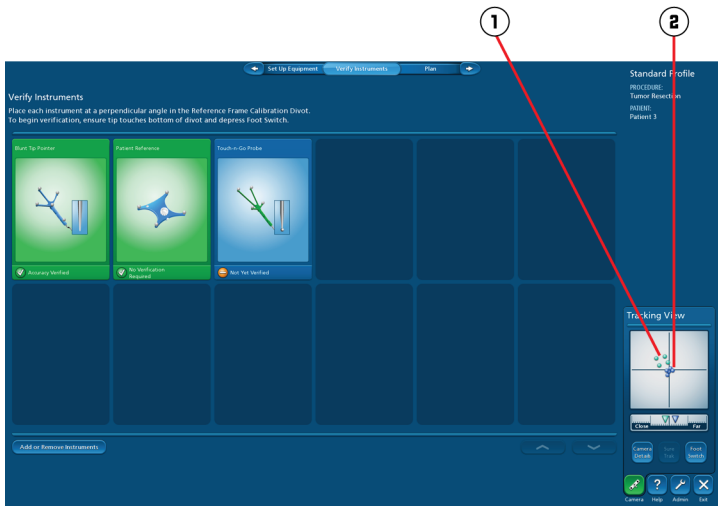 1
2
Set Up Equipment
Verify Instruments
Plan
Standard Profile
PROCEDURE:
Tumor Resection
PATIENT:
Patient 3
Verify Instruments
Place each instrument at a perpendicular angle in the Reference Frame Calibration Divot.
To begin verification, ensure tip touches bottom of divot and depress Foot Switch.
Blunt Tip Pointer
Patient Reference
Touch-n-Go Probe
Accuracy Verified
No Verification
Required
Not Yet Verified
Tracking View
Close
Far
Camera
Details
Sure
Trak
Foot
Switch
Add or Remove Instruments
Camera
Help
Admin
Exit